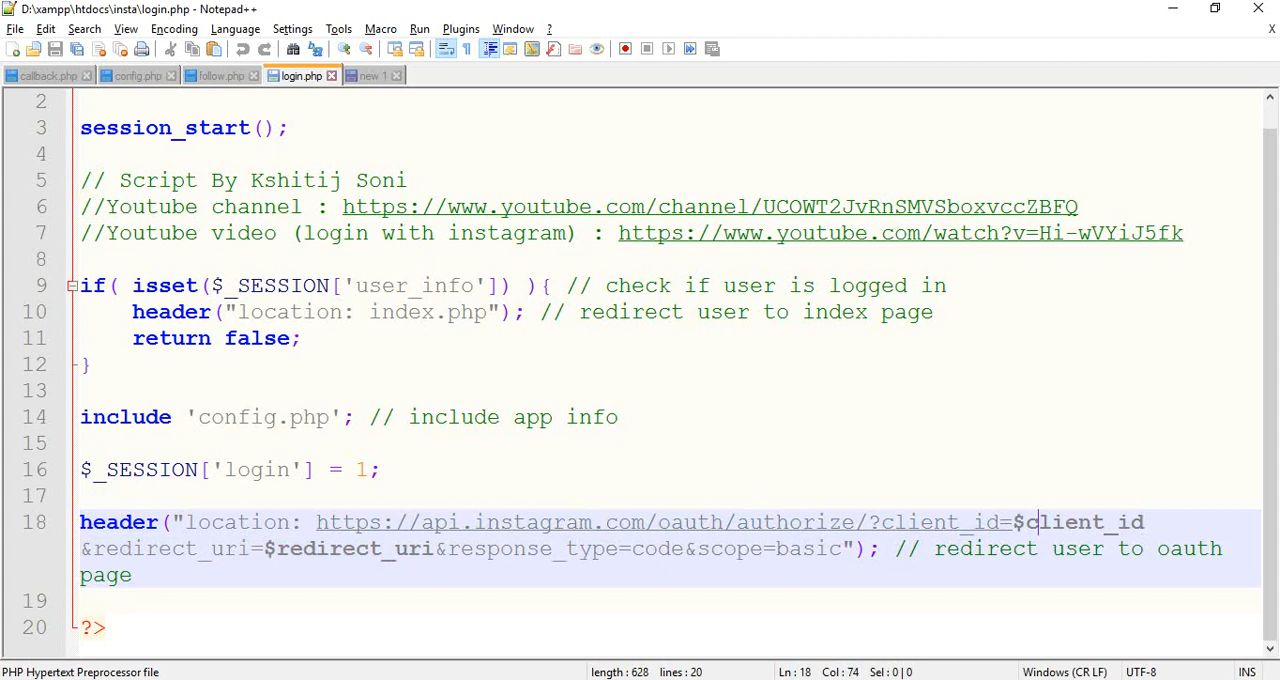 D:\xampp\htdocs\insta\login.php - Notepad++
File Edit Search View Encoding Language Settings Tools Macro Run Plugins Window ? X
callback.php config.php follow.php login.php new 1
2
3 session_start();
4
5 // Script By Kshitij Soni
6 //Youtube channel : https://www.youtube.com/channel/UCOWT2JvRnSMVSboxvccZBFQ
7 //Youtube video (login with instagram) : https://www.youtube.com/watch?v=Hi-wVYiJ5fk
8
9 if( isset($_SESSION['user_info']) ){ // check if user is logged in
10 header("location: index.php"); // redirect user to index page
11 return false;
12 }
13
14 include 'config.php'; // include app info
15
16 $_SESSION['login'] = 1;
17
18 header("location: https://api.instagram.com/oauth/authorize/?client_id=$client_id
&redirect_uri=$redirect_uri&response_type=code&scope=basic"); // redirect user to oauth
page
19
20 ?>
PHP Hypertext Preprocessor file length : 628 lines : 20 Ln : 18 Col : 74 Sel : 0 | 0 Windows (CR LF) UTF-8 INS